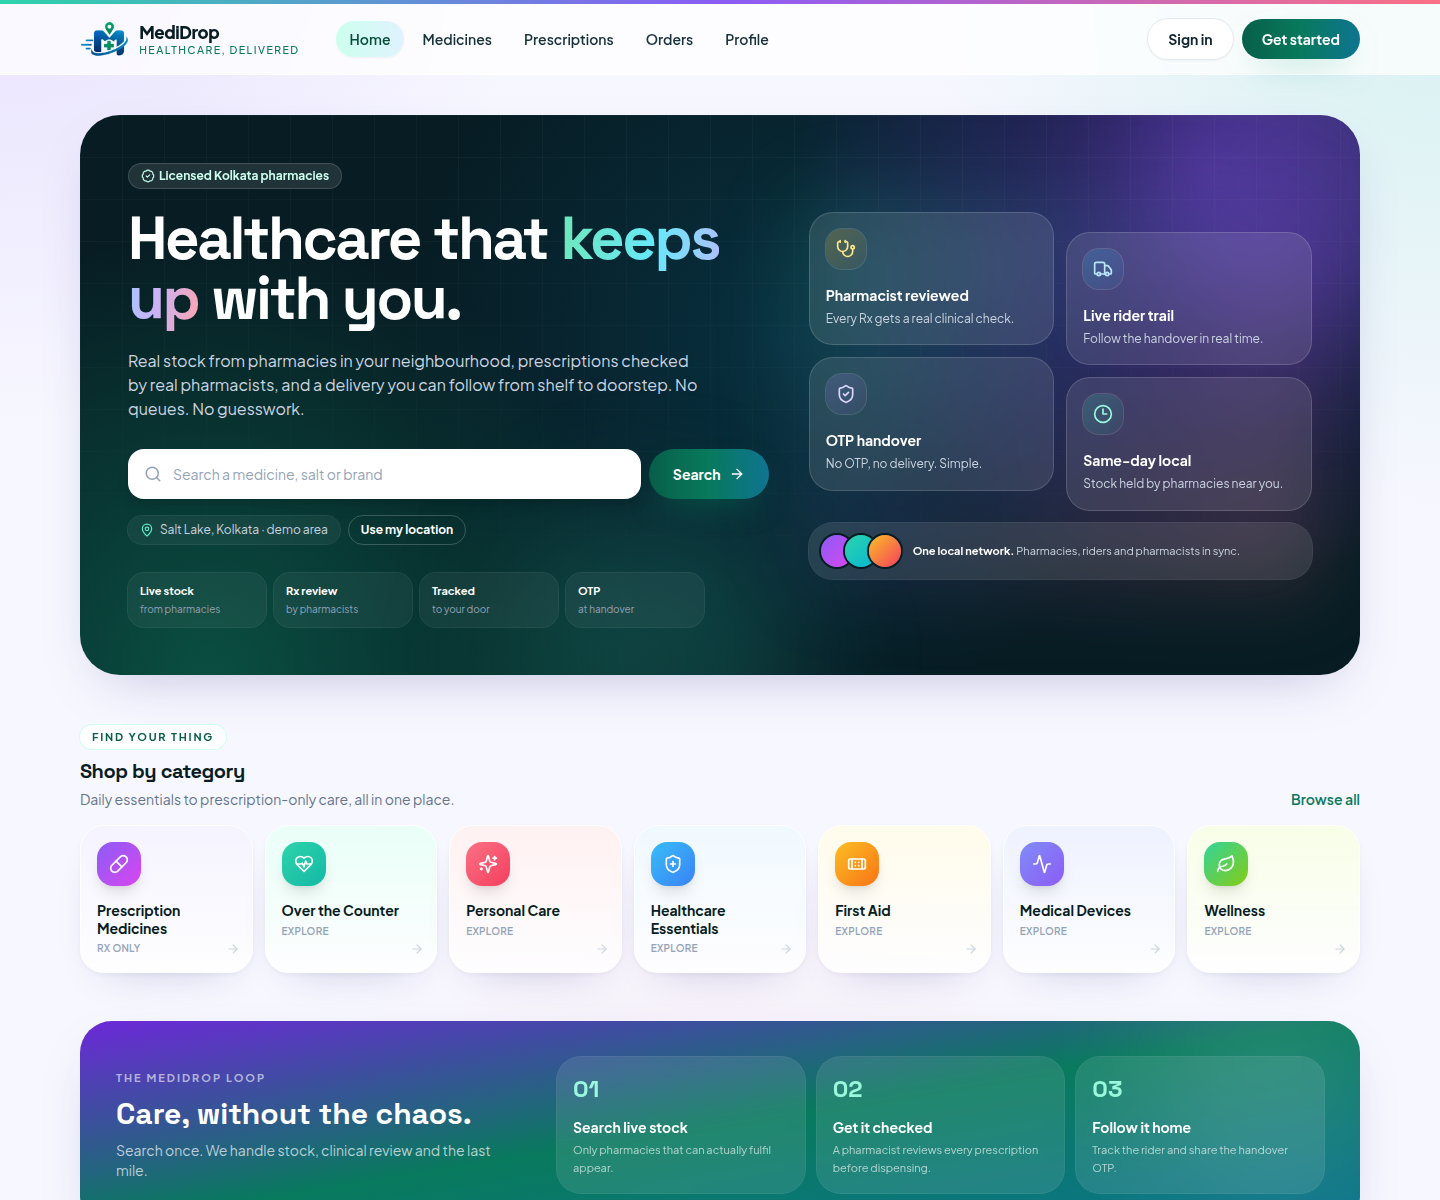 MediDrop
HEALTHCARE, DELIVERED
Home
Medicines
Prescriptions
Orders
Profile
Sign in
Get started
Licensed Kolkata pharmacies
Healthcare that keeps
up with you.
Real stock from pharmacies in your neighbourhood, prescriptions checked
by real pharmacists, and a delivery you can follow from shelf to doorstep. No
queues. No guesswork.
Search a medicine, salt or brand
Search
Salt Lake, Kolkata · demo area
Use my location
Live stock
from pharmacies
Rx review
by pharmacists
Tracked
to your door
OTP
at handover
Pharmacist reviewed
Every Rx gets a real clinical check.
Live rider trail
Follow the handover in real time.
OTP handover
No OTP, no delivery. Simple.
Same-day local
Stock held by pharmacies near you.
One local network. Pharmacies, riders and pharmacists in sync.
FIND YOUR THING
Shop by category
Daily essentials to prescription-only care, all in one place.
Browse all
Prescription
Medicines
RX ONLY
Over the Counter
EXPLORE
Personal Care
EXPLORE
Healthcare
Essentials
EXPLORE
First Aid
EXPLORE
Medical Devices
EXPLORE
Wellness
EXPLORE
THE MEDIDROP LOOP
Care, without the chaos.
Search once. We handle stock, clinical review and the last
mile.
01
Search live stock
Only pharmacies that can actually fulfil
appear.
02
Get it checked
A pharmacist reviews every prescription
before dispensing.
03
Follow it home
Track the rider and share the handover
OTP.